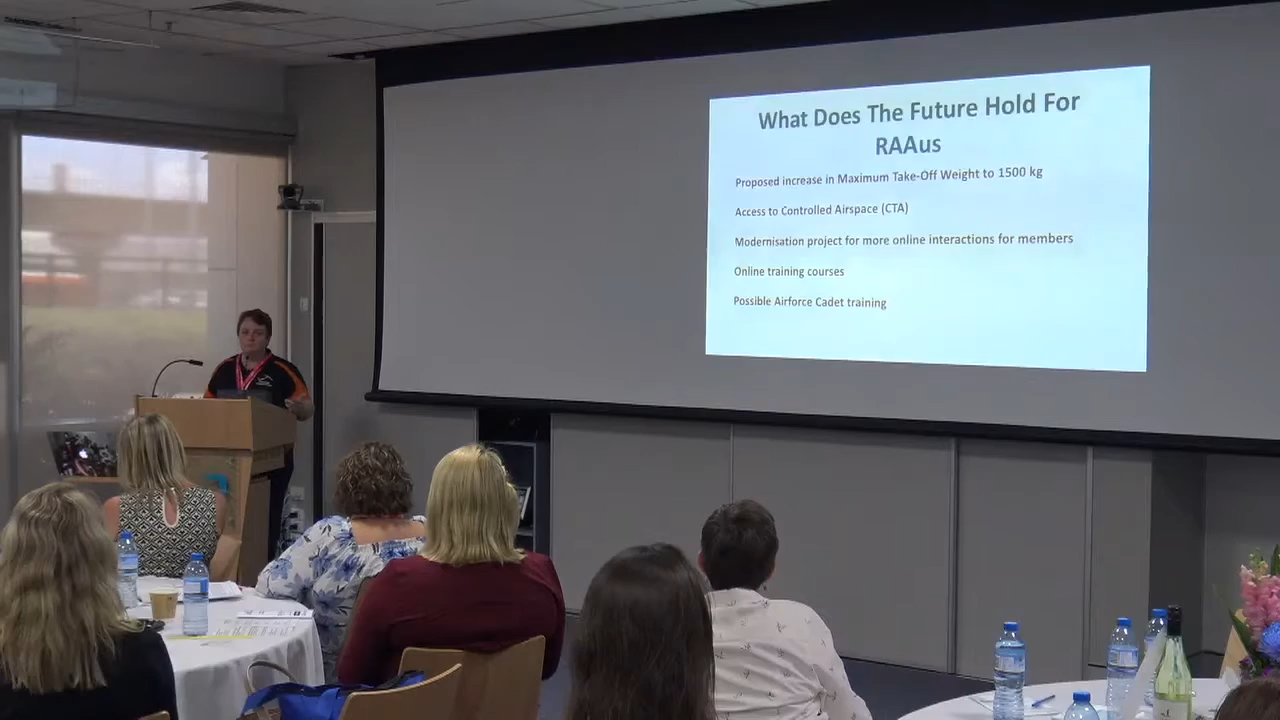 What Does The Future Hold For
RAAus
Proposed increase in Maximum Take-Off Weight to 1500 kg
Access to Controlled Airspace (CTA)
Modernisation project for more online interactions for members
Online training courses
Possible Airforce Cadet training